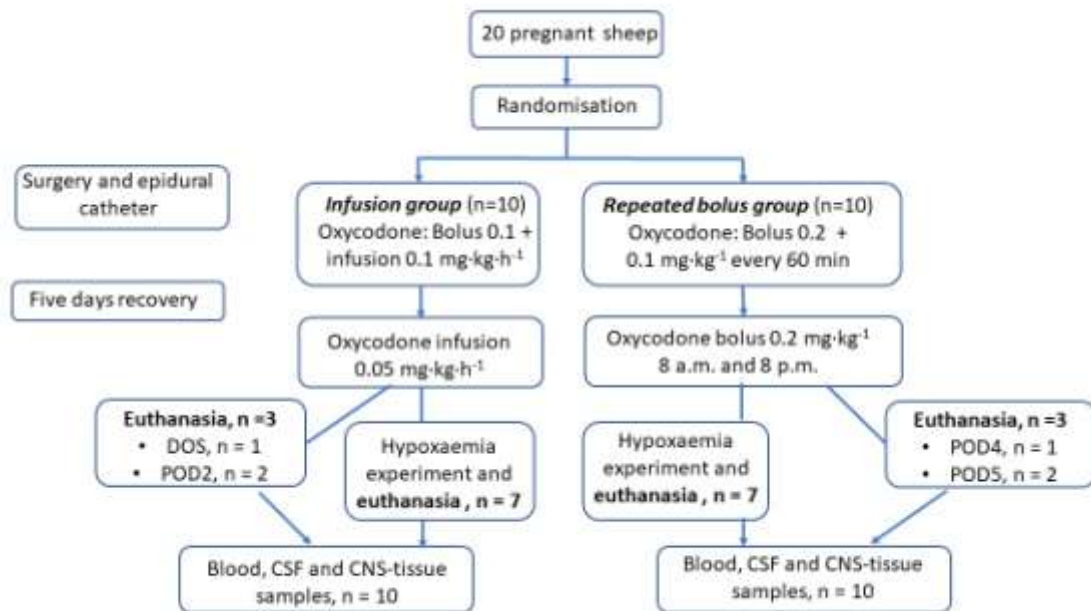 20 pregnant sheep
Randomisation
Surgery and epidural
catheter
Infusion group (n=10)
Oxycodone: Bolus 0.1 +
infusion 0.1 mg·kg·h⁻¹
Repeated bolus group (n=10)
Oxycodone: Bolus 0.2 +
0.1 mg·kg⁻¹ every 60 min
Five days recovery
Oxycodone infusion
0.05 mg·kg·h⁻¹
Oxycodone bolus 0.2 mg·kg⁻¹
8 a.m. and 8 p.m.
Euthanasia, n =3
• DOS, n = 1
• POD2, n = 2
Hypoxaemia
experiment and
euthanasia , n = 7
Hypoxaemia
experiment and
euthanasia , n = 7
Euthanasia, n =3
• POD4, n = 1
• POD5, n = 2
Blood, CSF and CNS-tissue
samples, n = 10
Blood, CSF and CNS-tissue
samples, n = 10